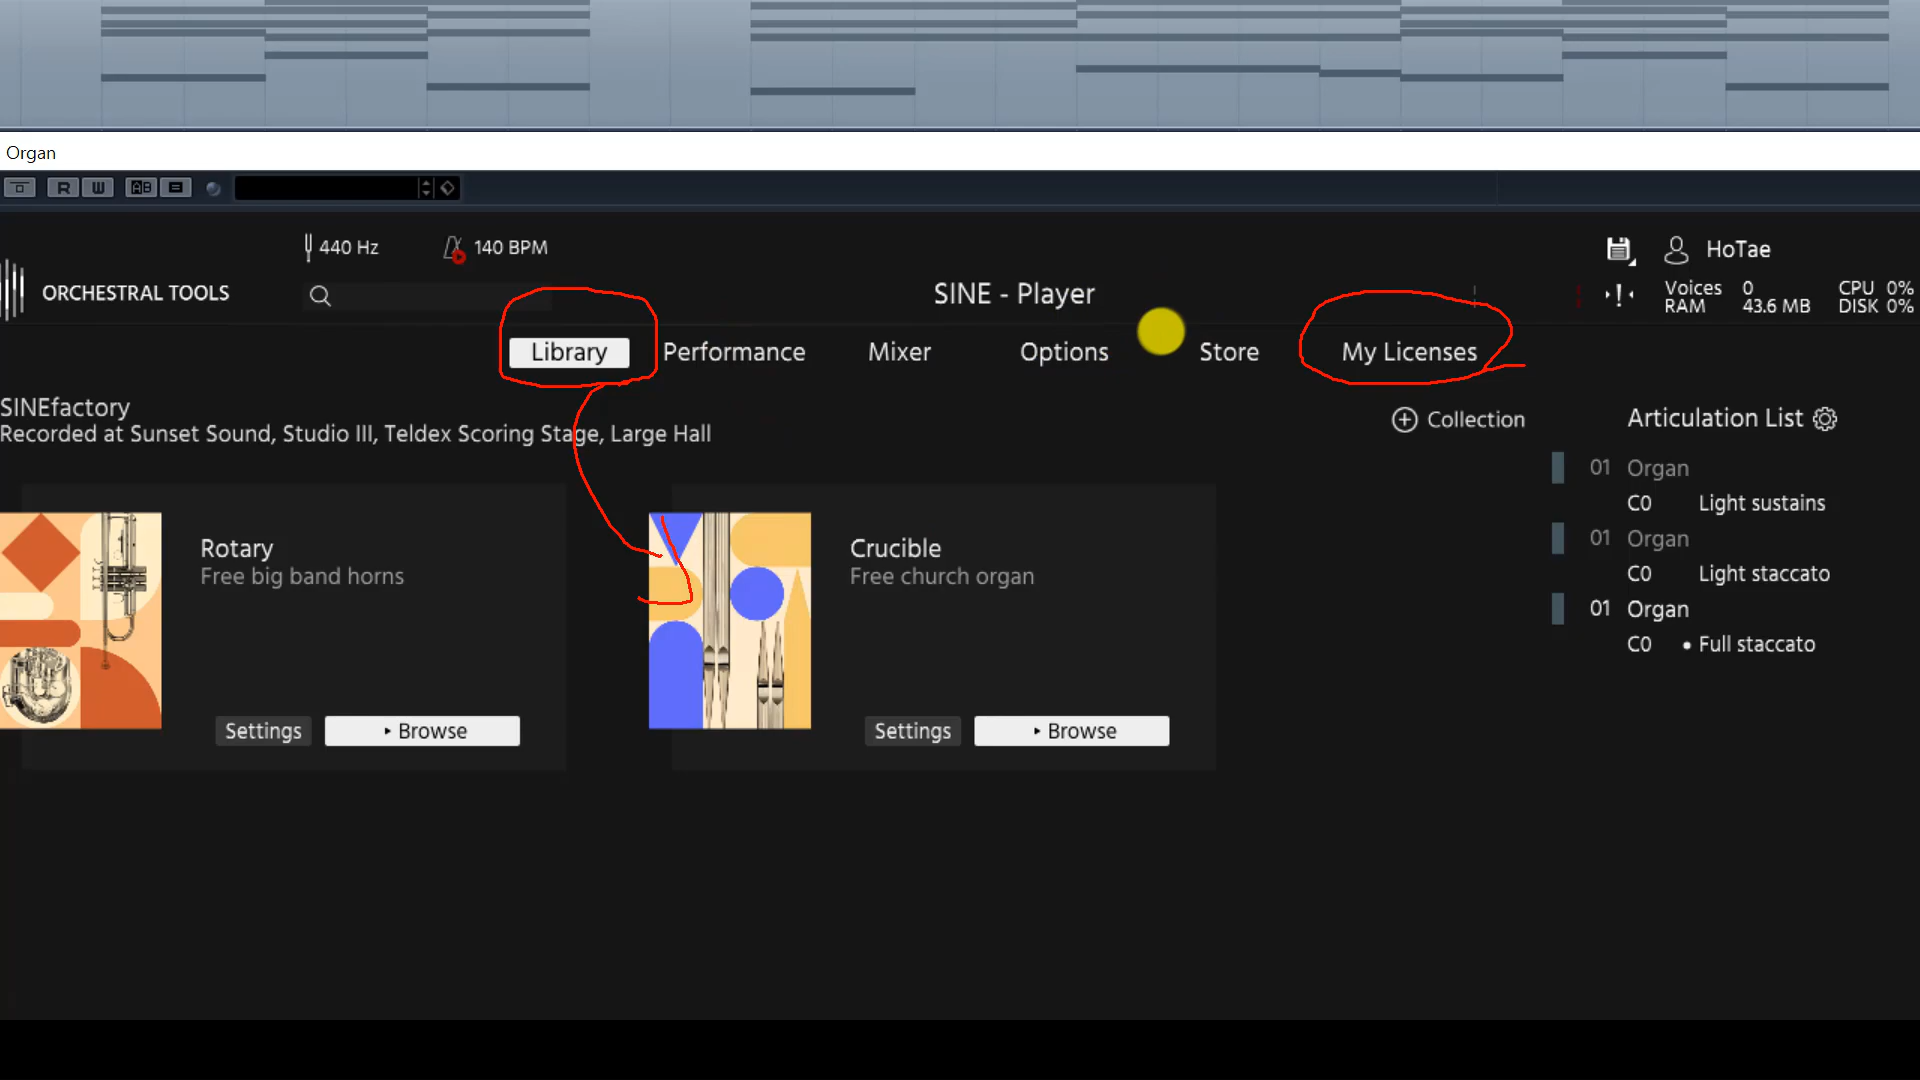 Organ
R W AB
440 Hz
140 BPM
HoTae
ORCHESTRAL TOOLS
SINE - Player
Voices 0
RAM 43.6 MB
CPU 0%
DISK 0%
Library Performance Mixer Options Store My Licenses
SINEfactory
Recorded at Sunset Sound, Studio III, Teldex Scoring Stage, Large Hall
Collection
Rotary
Free big band horns
Settings Browse
Crucible
Free church organ
Settings Browse
Articulation List
01 Organ
C0 Light sustains
01 Organ
C0 Light staccato
01 Organ
C0 • Full staccato